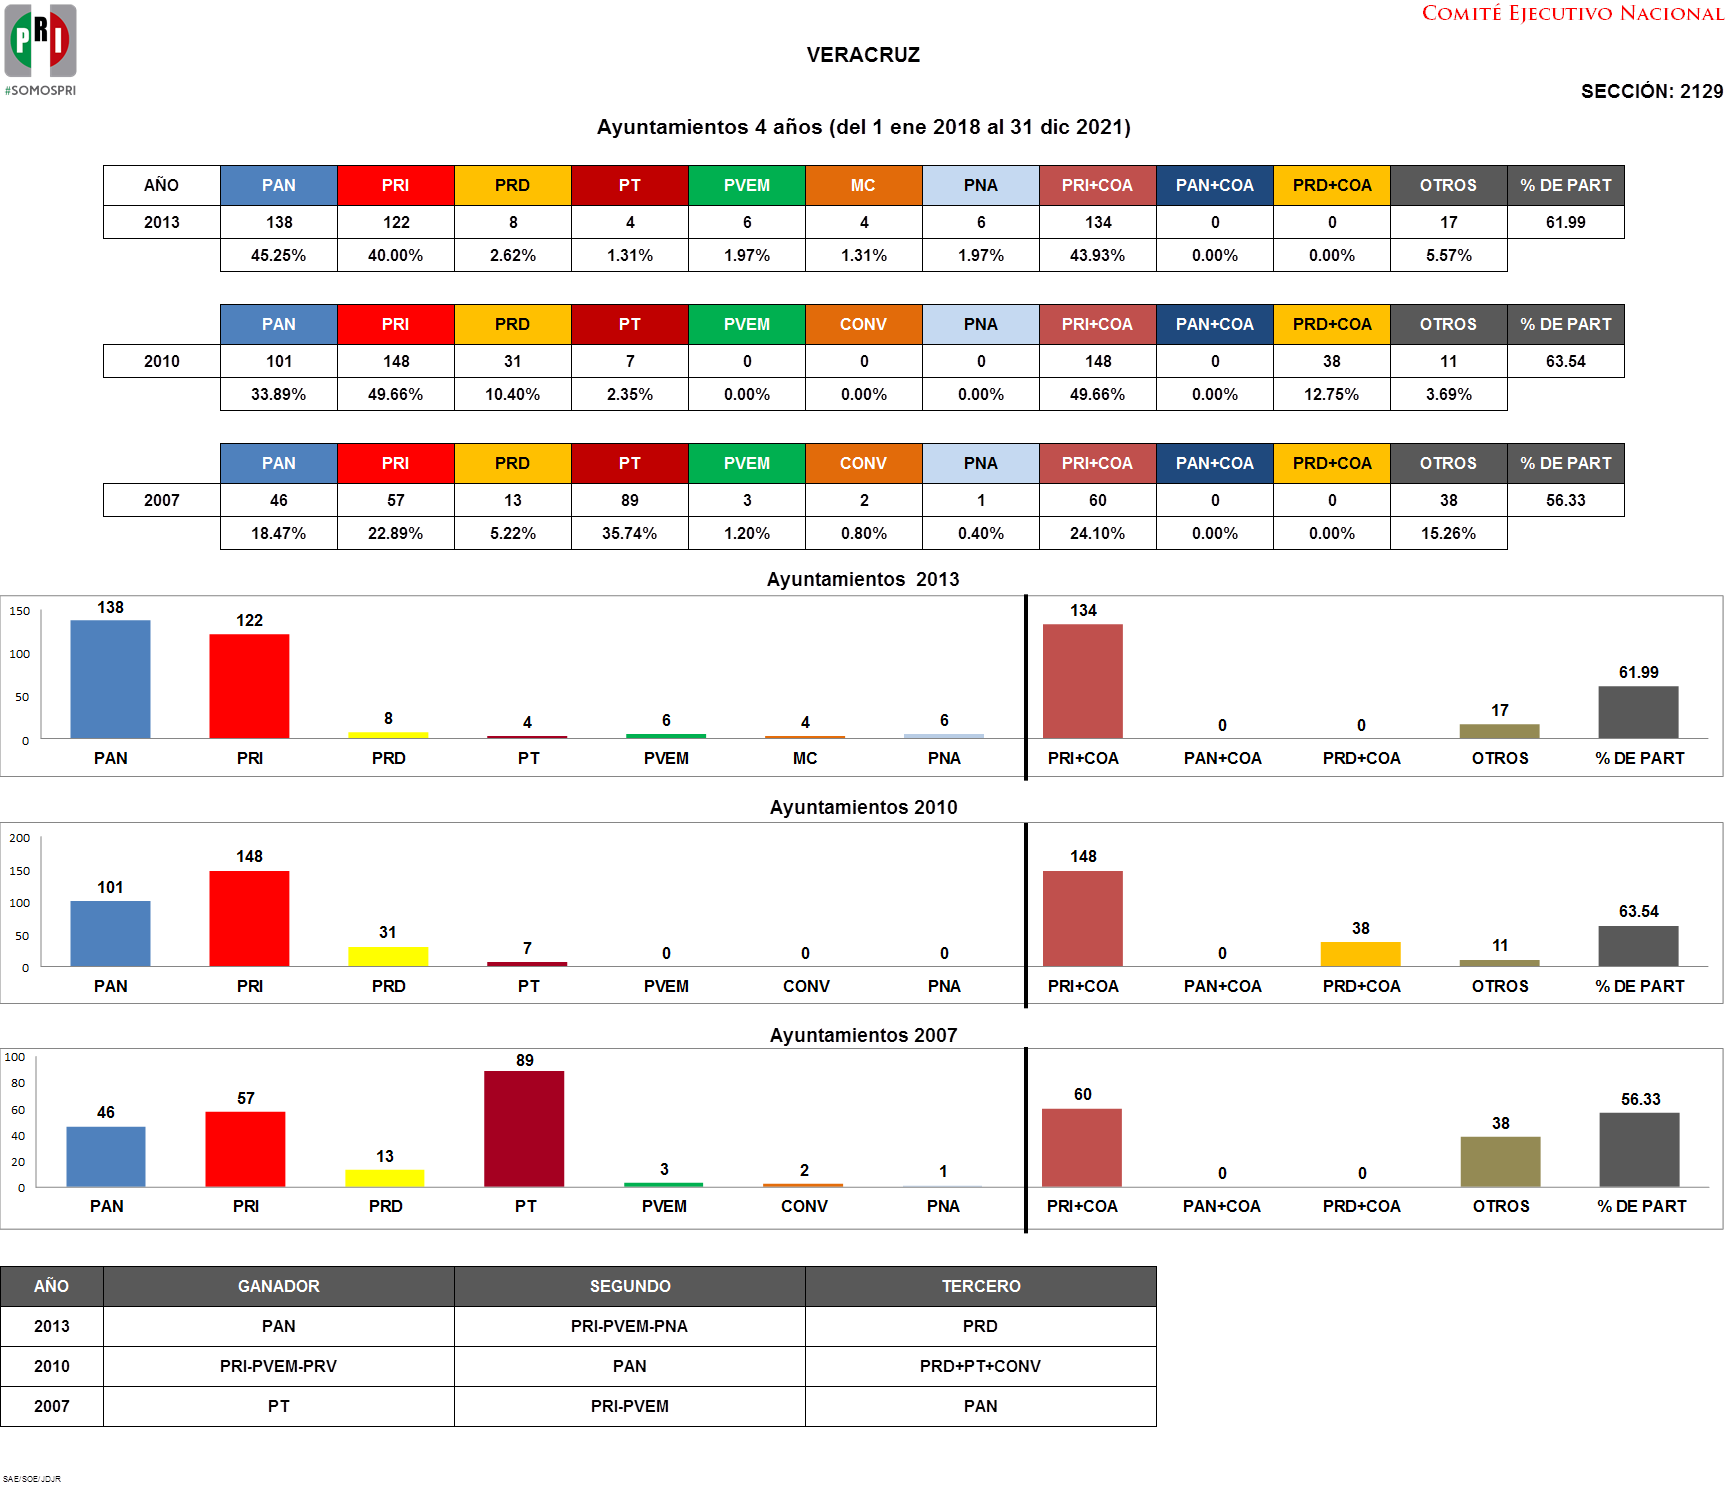 PRI
#SOMOSPRI
COMITÉ EJECUTIVO NACIONAL
VERACRUZ
SECCIÓN: 2129
Ayuntamientos 4 años (del 1 ene 2018 al 31 dic 2021)
AÑO PAN PRI PRD PT PVEM MC PNA PRI+COA PAN+COA PRD+COA OTROS % DE PART
2013 138 122 8 4 6 4 6 134 0 0 17 61.99
45.25% 40.00% 2.62% 1.31% 1.97% 1.31% 1.97% 43.93% 0.00% 0.00% 5.57%
PAN PRI PRD PT PVEM CONV PNA PRI+COA PAN+COA PRD+COA OTROS % DE PART
2010 101 148 31 7 0 0 0 148 0 38 11 63.54
33.89% 49.66% 10.40% 2.35% 0.00% 0.00% 0.00% 49.66% 0.00% 12.75% 3.69%
PAN PRI PRD PT PVEM CONV PNA PRI+COA PAN+COA PRD+COA OTROS % DE PART
2007 46 57 13 89 3 2 1 60 0 0 38 56.33
18.47% 22.89% 5.22% 35.74% 1.20% 0.80% 0.40% 24.10% 0.00% 0.00% 15.26%
Ayuntamientos 2013
150
100
50
0
138 122 8 4 6 4 6 134 0 0 17 61.99
PAN PRI PRD PT PVEM MC PNA PRI+COA PAN+COA PRD+COA OTROS % DE PART
Ayuntamientos 2010
200
150
100
50
0
101 148 31 7 0 0 0 148 0 38 11 63.54
PAN PRI PRD PT PVEM CONV PNA PRI+COA PAN+COA PRD+COA OTROS % DE PART
Ayuntamientos 2007
100
80
60
40
20
0
46 57 13 89 3 2 1 60 0 0 38 56.33
PAN PRI PRD PT PVEM CONV PNA PRI+COA PAN+COA PRD+COA OTROS % DE PART
AÑO GANADOR SEGUNDO TERCERO
2013 PAN PRI-PVEM-PNA PRD
2010 PRI-PVEM-PRV PAN PRD+PT+CONV
2007 PT PRI-PVEM PAN
SAE/SOE/JDJR